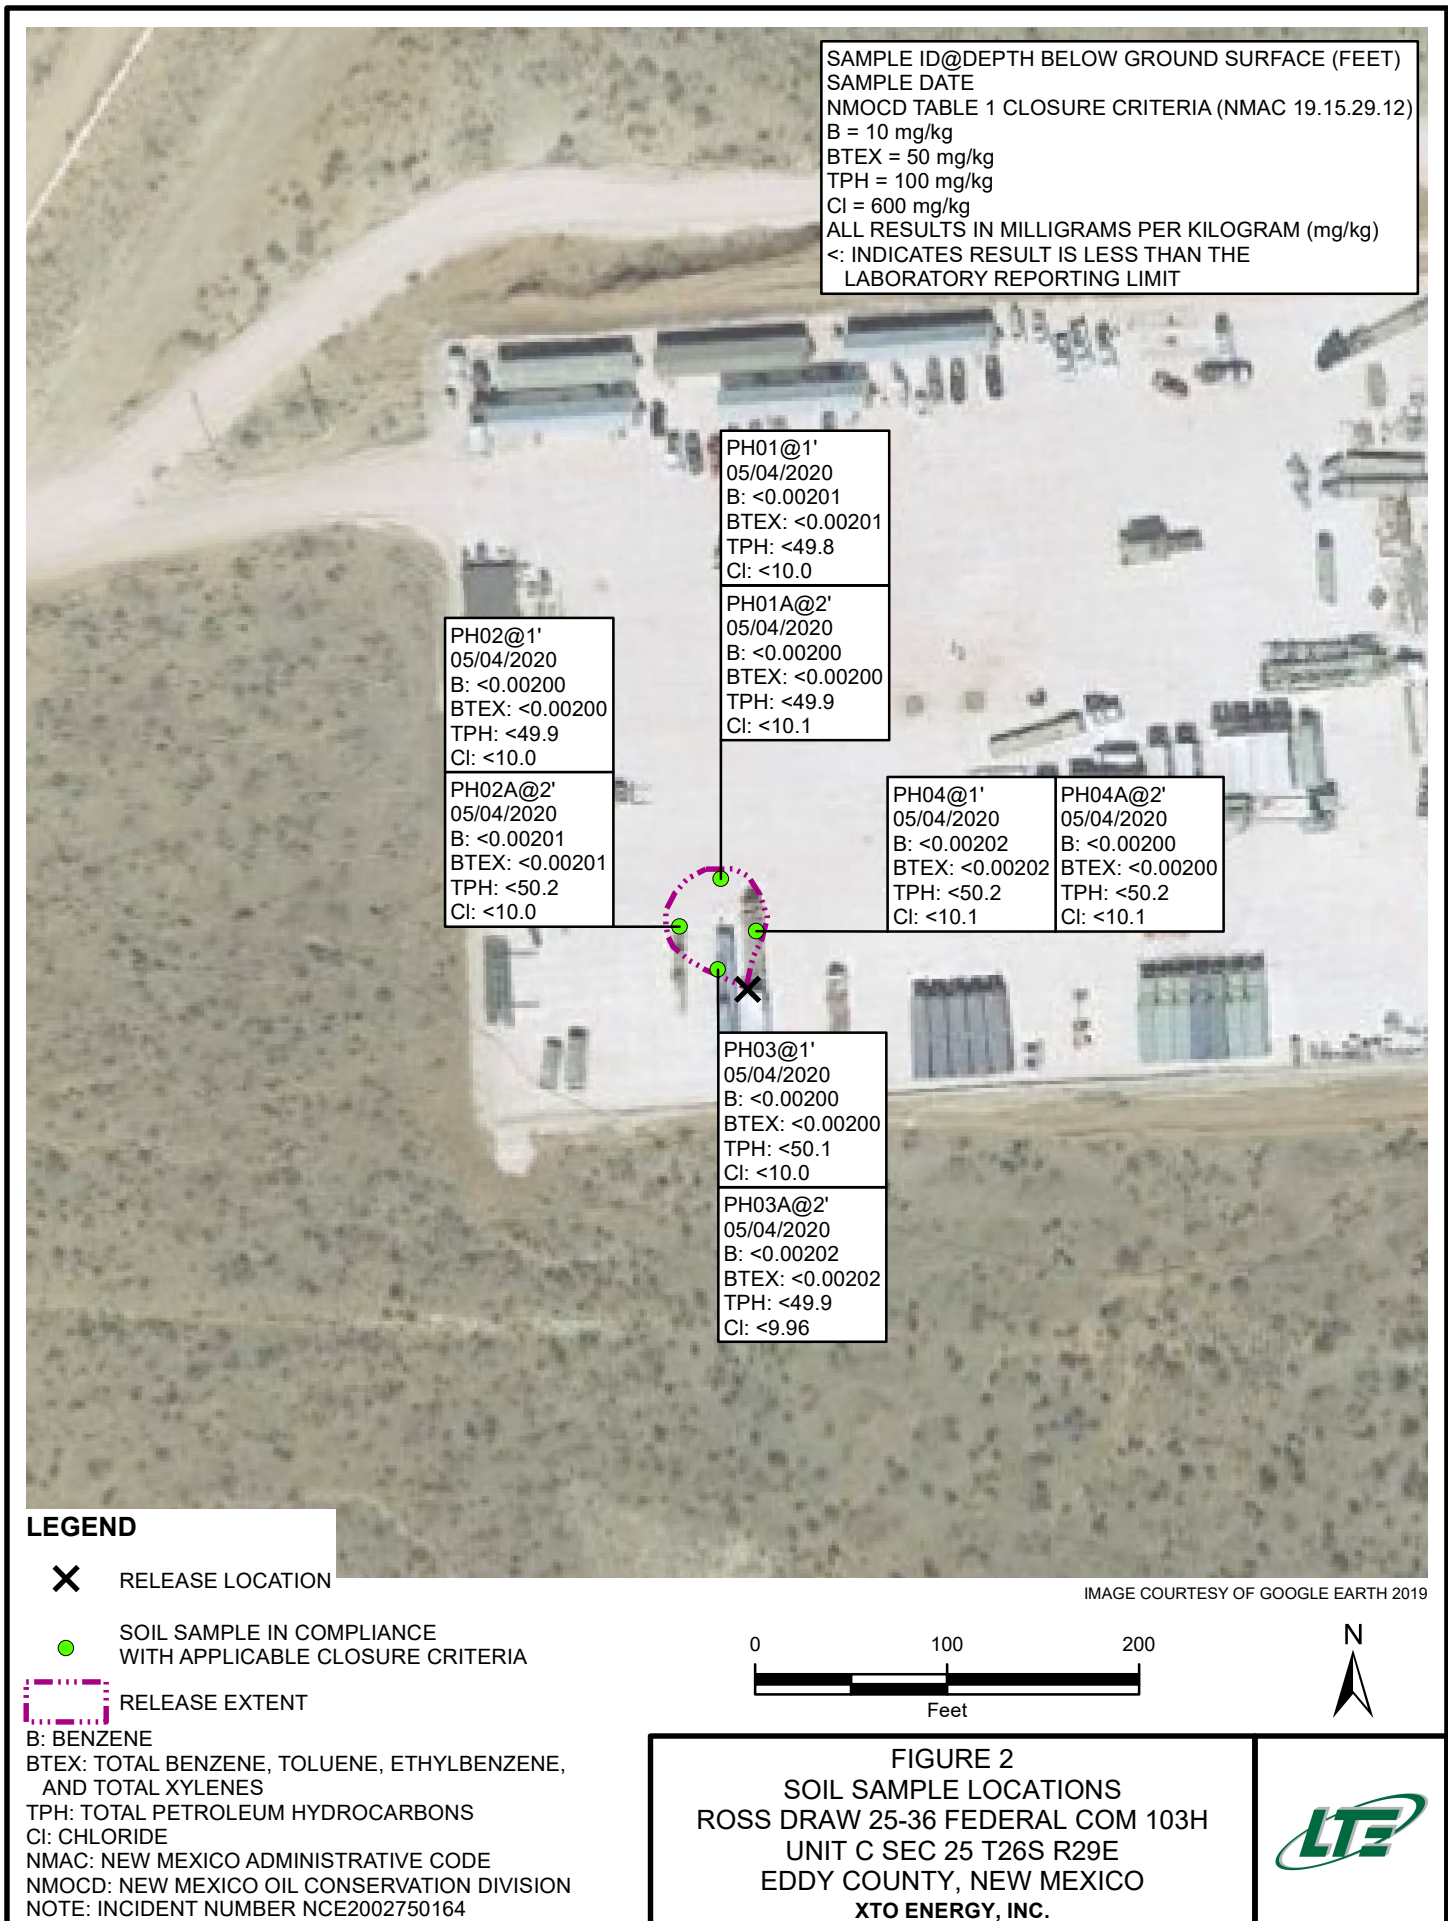 SAMPLE ID@DEPTH BELOW GROUND SURFACE (FEET)
SAMPLE DATE
NMOCD TABLE 1 CLOSURE CRITERIA (NMAC 19.15.29.12)
B = 10 mg/kg
BTEX = 50 mg/kg
TPH = 100 mg/kg
Cl = 600 mg/kg
ALL RESULTS IN MILLIGRAMS PER KILOGRAM (mg/kg)
<: INDICATES RESULT IS LESS THAN THE
LABORATORY REPORTING LIMIT
PH01@1'
05/04/2020
B: <0.00201
BTEX: <0.00201
TPH: <49.8
Cl: <10.0
PH01A@2'
05/04/2020
B: <0.00200
BTEX: <0.00200
TPH: <49.9
Cl: <10.1
PH02@1'
05/04/2020
B: <0.00200
BTEX: <0.00200
TPH: <49.9
Cl: <10.0
PH02A@2'
05/04/2020
B: <0.00201
BTEX: <0.00201
TPH: <50.2
Cl: <10.0
PH04@1'
05/04/2020
B: <0.00202
BTEX: <0.00202
TPH: <50.2
Cl: <10.1
PH04A@2'
05/04/2020
B: <0.00200
BTEX: <0.00200
TPH: <50.2
Cl: <10.1
PH03@1'
05/04/2020
B: <0.00200
BTEX: <0.00200
TPH: <50.1
Cl: <10.0
PH03A@2'
05/04/2020
B: <0.00202
BTEX: <0.00202
TPH: <49.9
Cl: <9.96
LEGEND
RELEASE LOCATION
SOIL SAMPLE IN COMPLIANCE
WITH APPLICABLE CLOSURE CRITERIA
RELEASE EXTENT
B: BENZENE
BTEX: TOTAL BENZENE, TOLUENE, ETHYLBENZENE,
AND TOTAL XYLENES
TPH: TOTAL PETROLEUM HYDROCARBONS
Cl: CHLORIDE
NMAC: NEW MEXICO ADMINISTRATIVE CODE
NMOCD: NEW MEXICO OIL CONSERVATION DIVISION
NOTE: INCIDENT NUMBER NCE2002750164
IMAGE COURTESY OF GOOGLE EARTH 2019
0 100 200
Feet
N
FIGURE 2
SOIL SAMPLE LOCATIONS
ROSS DRAW 25-36 FEDERAL COM 103H
UNIT C SEC 25 T26S R29E
EDDY COUNTY, NEW MEXICO
XTO ENERGY, INC.
LTE